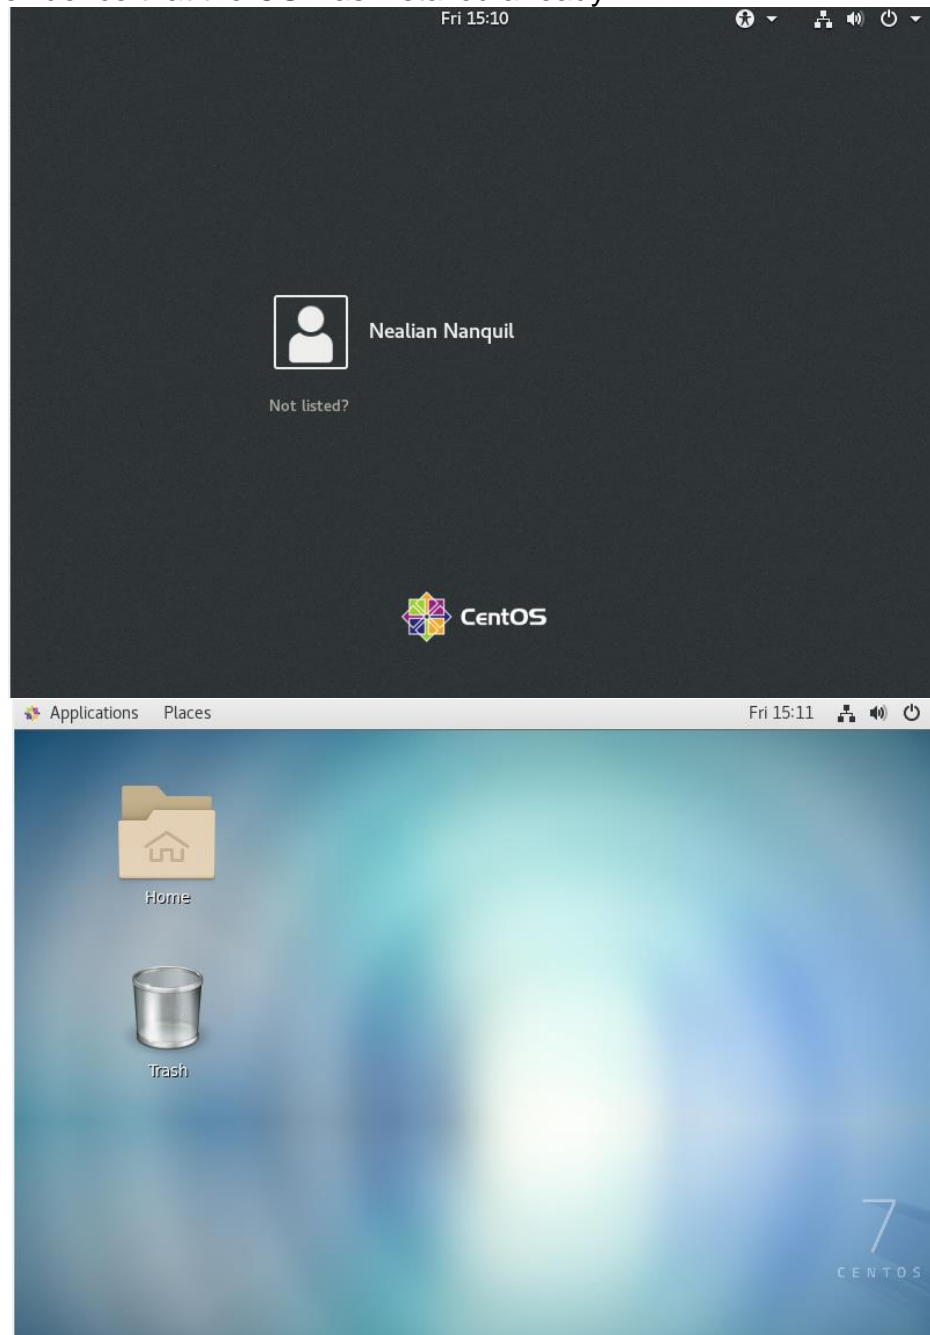 Fri 15:10
Nealian Nanquil
Not listed?
CentOS
Applications Places Fri 15:11
Home
Trash
7
CENTOS